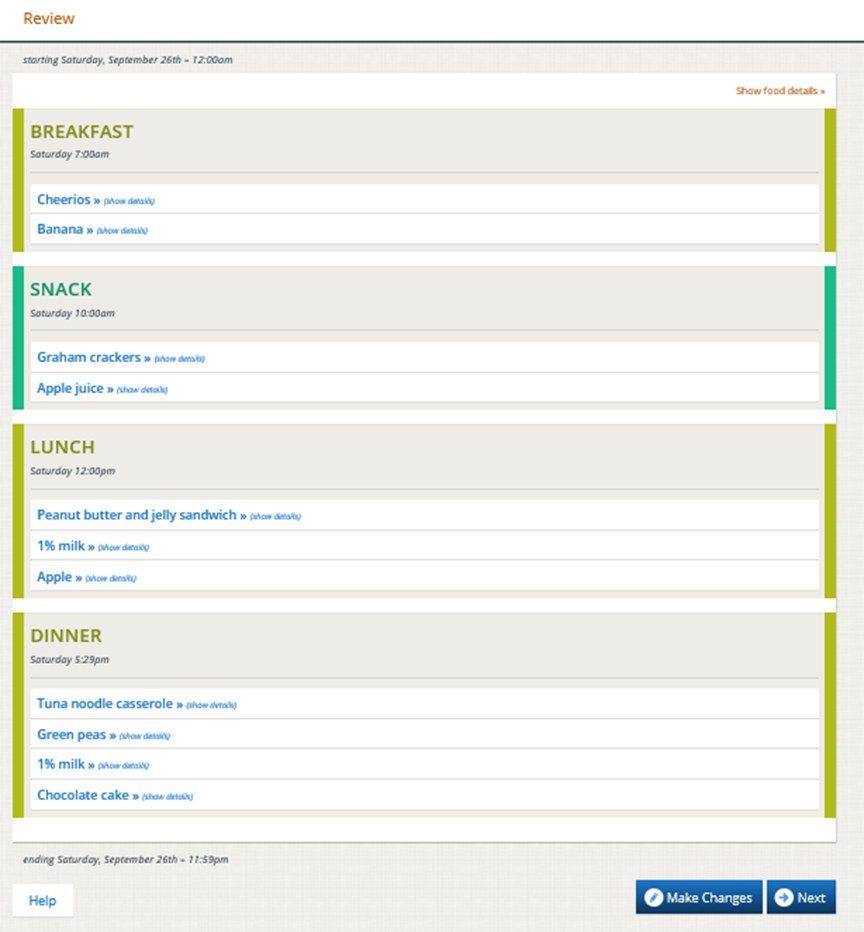 Review
starting Saturday, September 26th – 12:00am
Show food details »
BREAKFAST
Saturday 7:00am
Cheerios » (show details)
Banana » (show details)
SNACK
Saturday 10:00am
Graham crackers » (show details)
Apple juice » (show details)
LUNCH
Saturday 12:00pm
Peanut butter and jelly sandwich » (show details)
1% milk » (show details)
Apple » (show details)
DINNER
Saturday 5:29pm
Tuna noodle casserole » (show details)
Green peas » (show details)
1% milk » (show details)
Chocolate cake » (show details)
ending Saturday, September 26th – 11:59pm
Help
Make Changes
Next